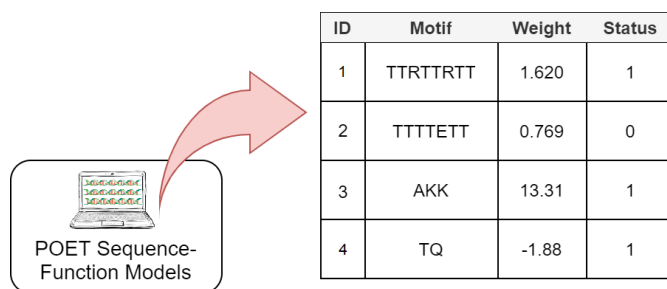 ID Motif Weight Status
1 TTRTTRTT 1.620 1
2 TTTTETT 0.769 0
3 AKK 13.31 1
4 TQ -1.88 1
POET Sequence-
Function Models